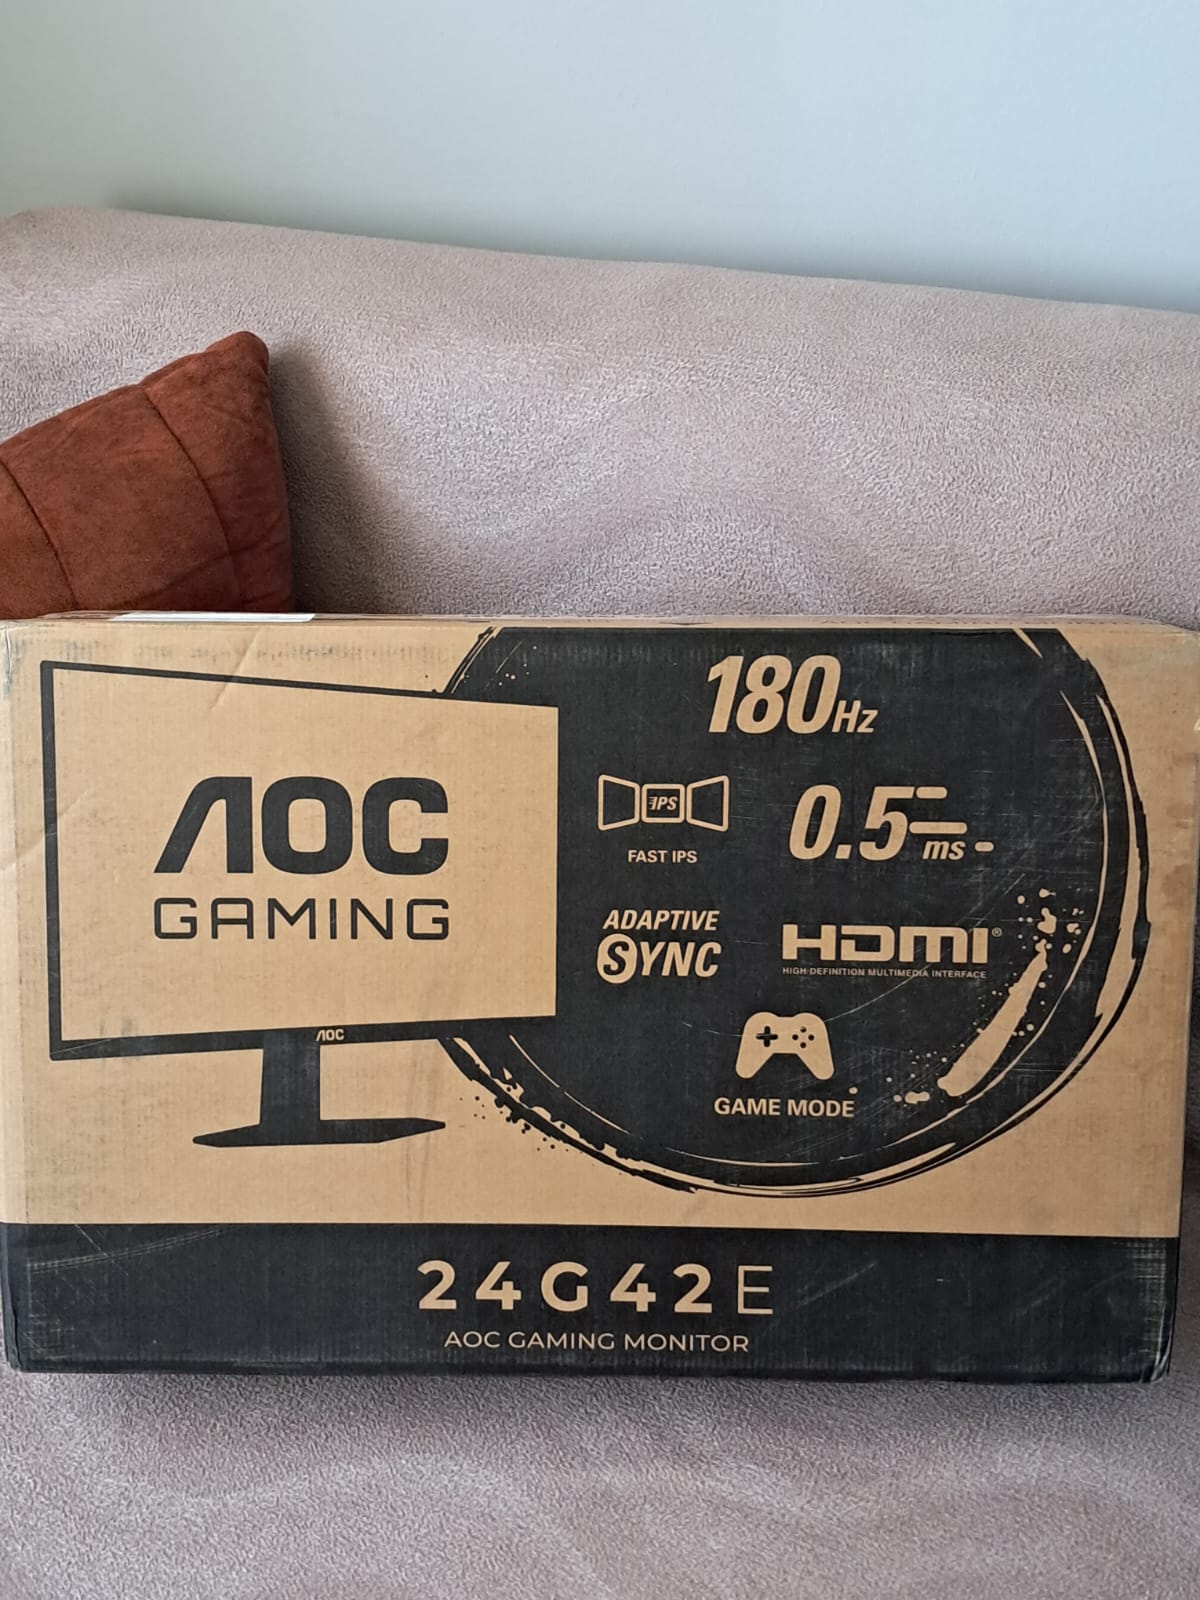 AOC
GAMING
AOC
180Hz
IPS
FAST IPS
0.5ms
ADAPTIVE
SYNC
HDMI®
HIGH-DEFINITION MULTIMEDIA INTERFACE
GAME MODE
24G42E
AOC GAMING MONITOR